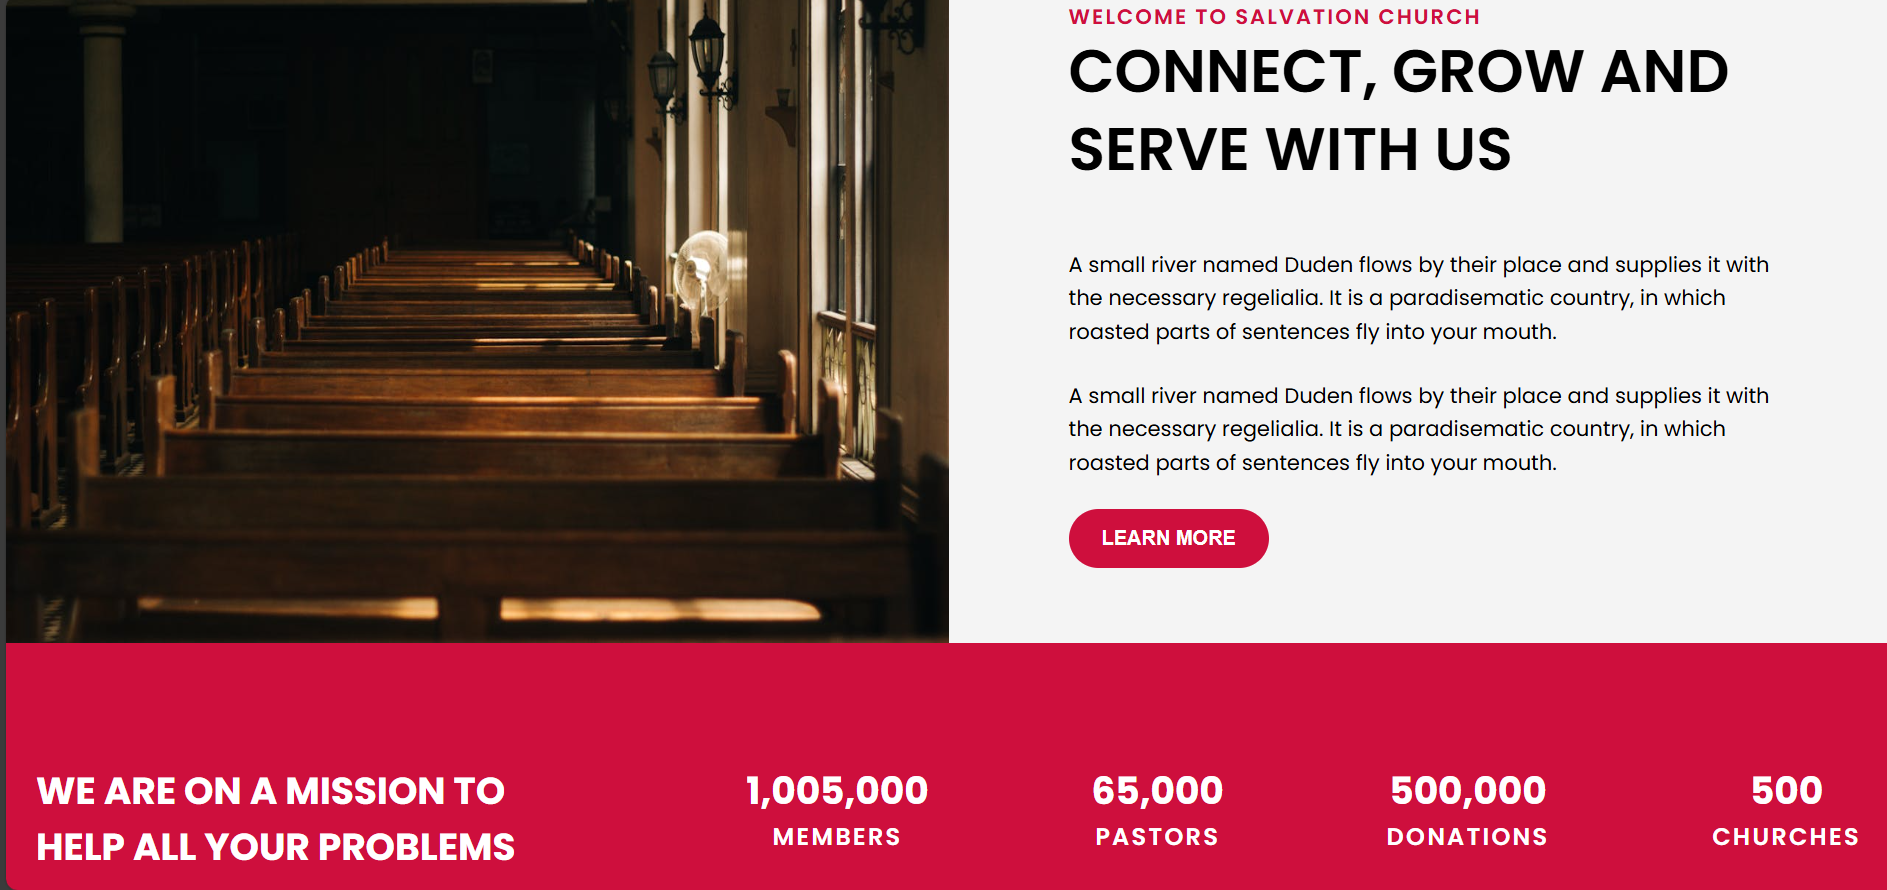 WELCOME TO SALVATION CHURCH
CONNECT, GROW AND
SERVE WITH US
A small river named Duden flows by their place and supplies it with
the necessary regelialia. It is a paradisematic country, in which
roasted parts of sentences fly into your mouth.
A small river named Duden flows by their place and supplies it with
the necessary regelialia. It is a paradisematic country, in which
roasted parts of sentences fly into your mouth.
LEARN MORE
WE ARE ON A MISSION TO
HELP ALL YOUR PROBLEMS
1,005,000
MEMBERS
65,000
PASTORS
500,000
DONATIONS
500
CHURCHES